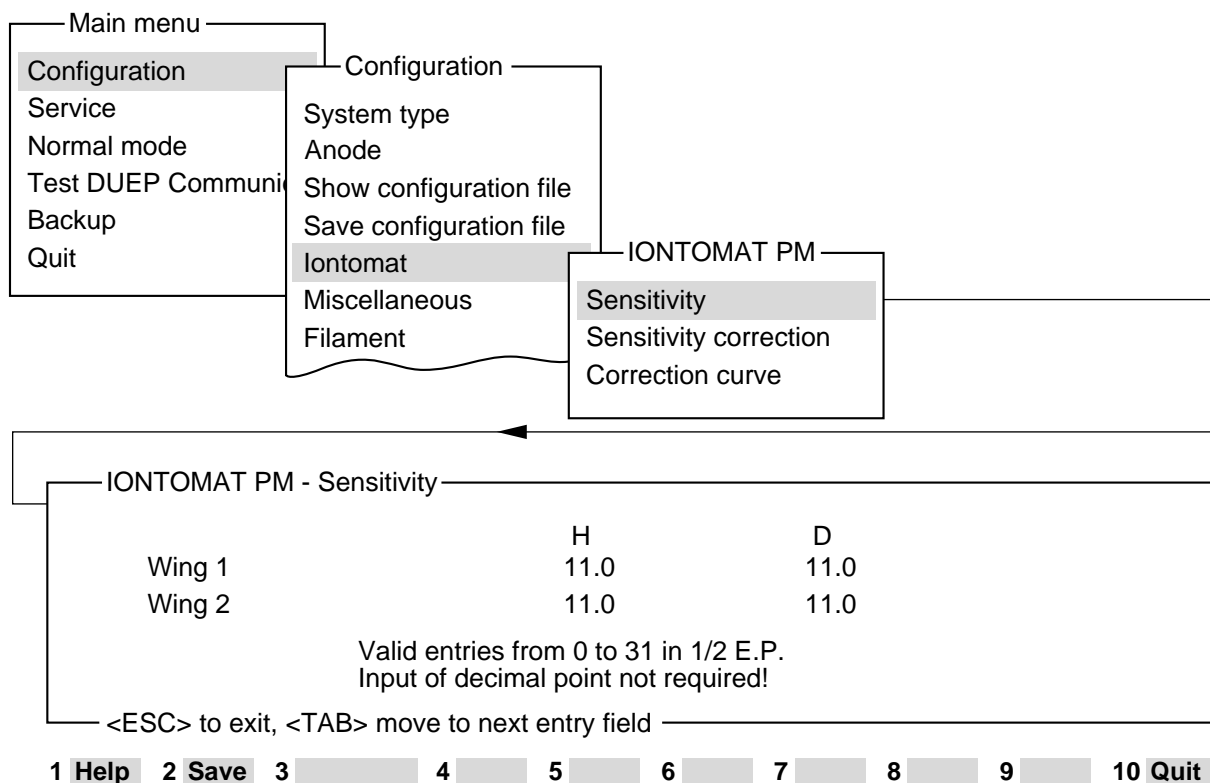 Main menu
Configuration
Service
Normal mode
Test DUEP Communi
Backup
Quit
Configuration
System type
Anode
Show configuration file
Save configuration file
Iontomat
Miscellaneous
Filament
IONTOMAT PM
Sensitivity
Sensitivity correction
Correction curve
IONTOMAT PM - Sensitivity
H D
Wing 1 11.0 11.0
Wing 2 11.0 11.0
Valid entries from 0 to 31 in 1/2 E.P.
Input of decimal point not required!
<ESC> to exit, <TAB> move to next entry field
1 Help 2 Save 3 4 5 6 7 8 9 10 Quit